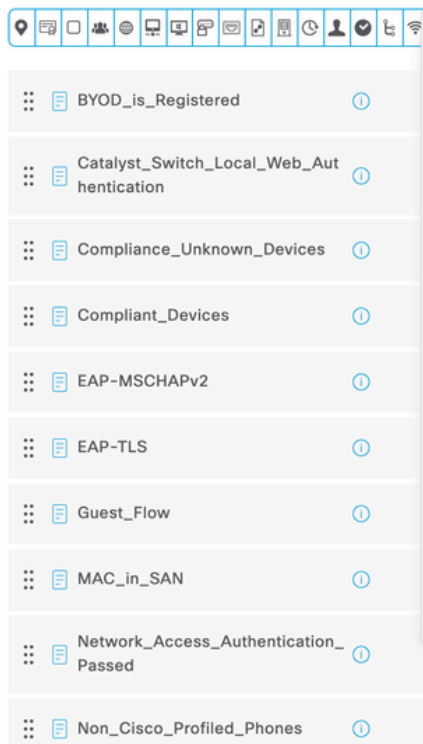 BYOD_is_Registered
Catalyst_Switch_Local_Web_Aut
hentication
Compliance_Unknown_Devices
Compliant_Devices
EAP-MSCHAPv2
EAP-TLS
Guest_Flow
MAC_in_SAN
Network_Access_Authentication_
Passed
Non_Cisco_Profiled_Phones